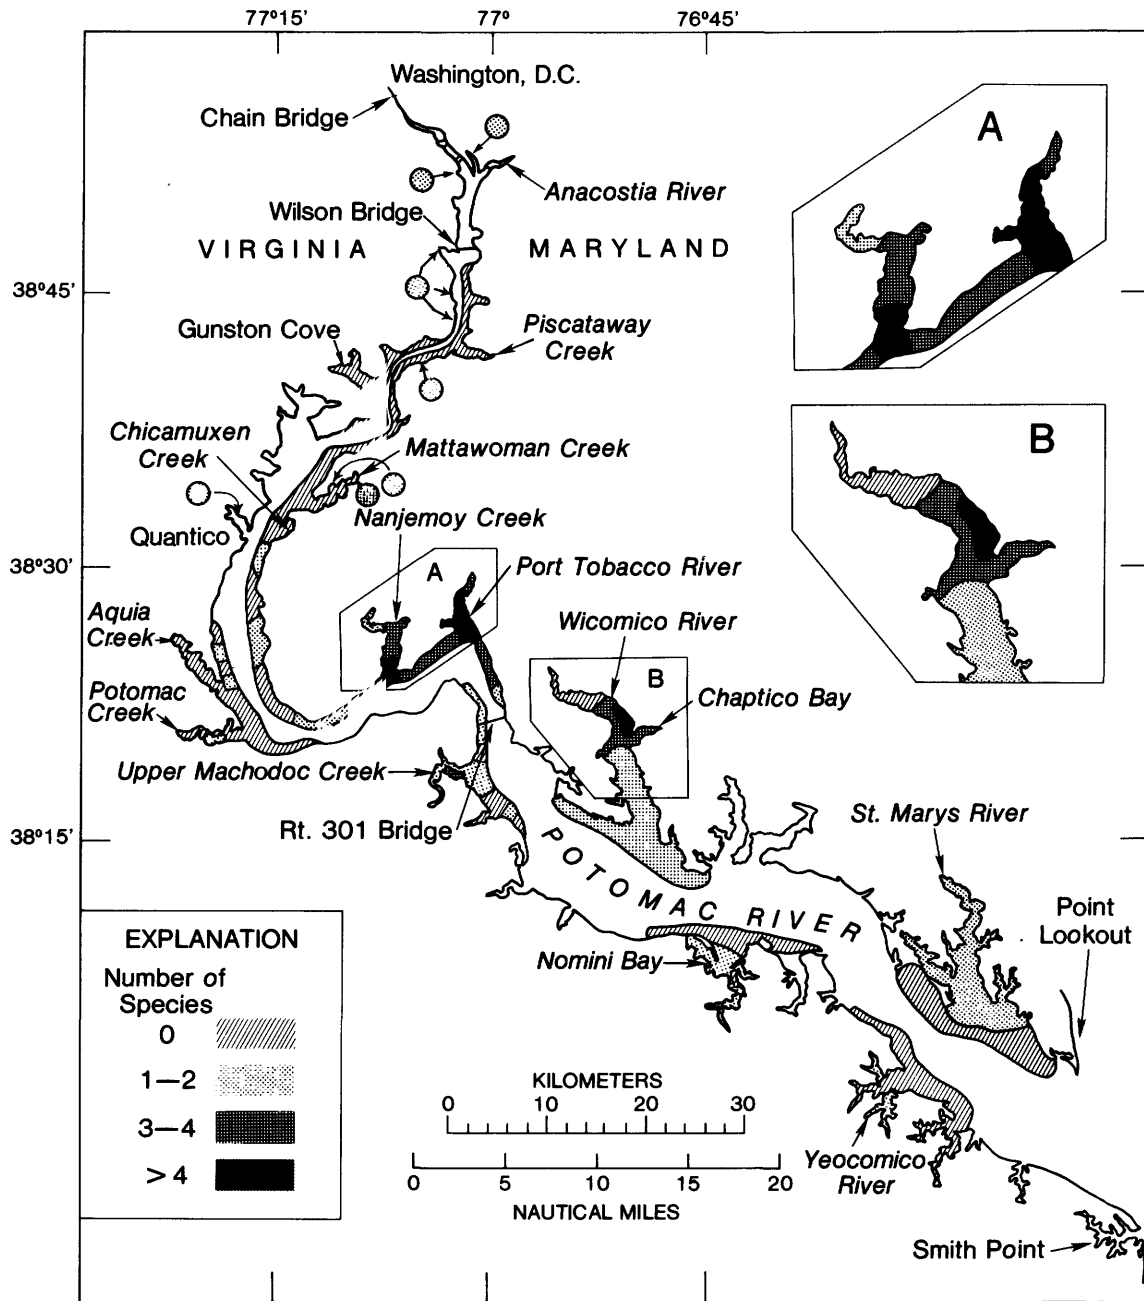 77°15'
77°
76°45'
Washington, D.C.
Chain Bridge
A
Anacostia River
Wilson Bridge
VIRGINIA
MARYLAND
38°45'
Gunston Cove
Piscataway
Creek
B
Chicamuxen
Creek
Mattawoman Creek
Nanjemoy Creek
Quantico
38°30'
A
Port Tobacco River
Aquia
Creek
Wicomico River
Potomac
Creek
B
Chaptico Bay
Upper Machodoc Creek
Rt. 301 Bridge
38°15'
St. Marys River
POTOMAC RIVER
Point
Lookout
Nomini Bay
EXPLANATION
Number of
Species
0
1—2
3—4
>4
KILOMETERS
0 10 20 30
0 5 10 15 20
NAUTICAL MILES
Yeocomico
River
Smith Point